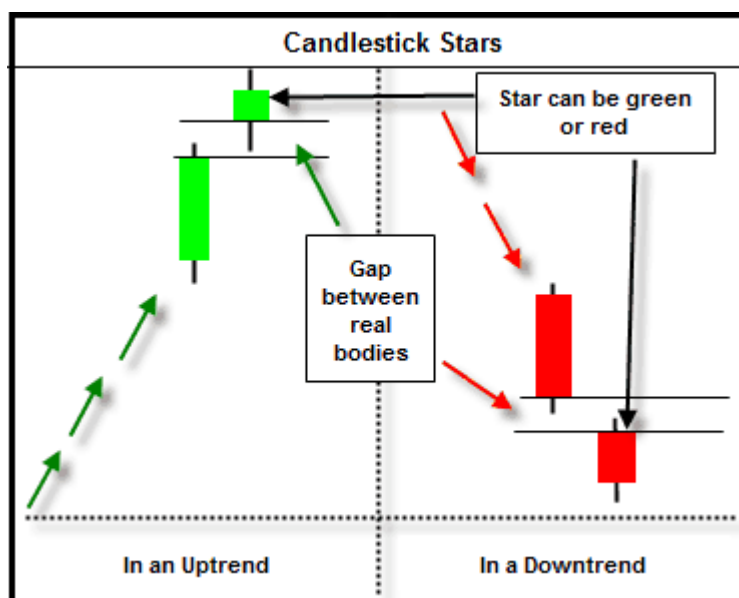 Candlestick Stars
Star can be green
or red
Gap
between
real
bodies
In an Uptrend
In a Downtrend